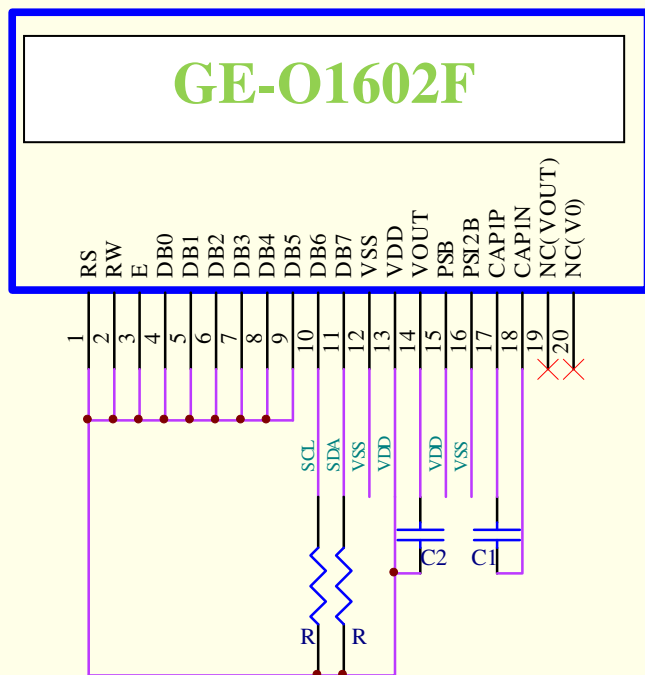 GE-O1602F
RS
RW
E
DB0
DB1
DB2
DB3
DB4
DB5
DB6
DB7
VSS
VDD
VOUT
PSB
PSI2B
CAP1P
CAP1N
NC(VOUT)
NC(V0)
1
2
3
4
5
6
7
8
9
10
11
12
13
14
15
16
17
18
19
20
SCL
SDA
VSS
VDD
VDD
VSS
C2
C1
R
R